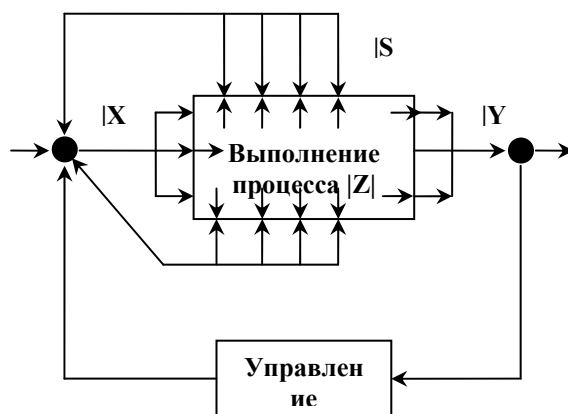 |S
|X
|Y
Выполнение
процесса |Z|
Управлен
ие